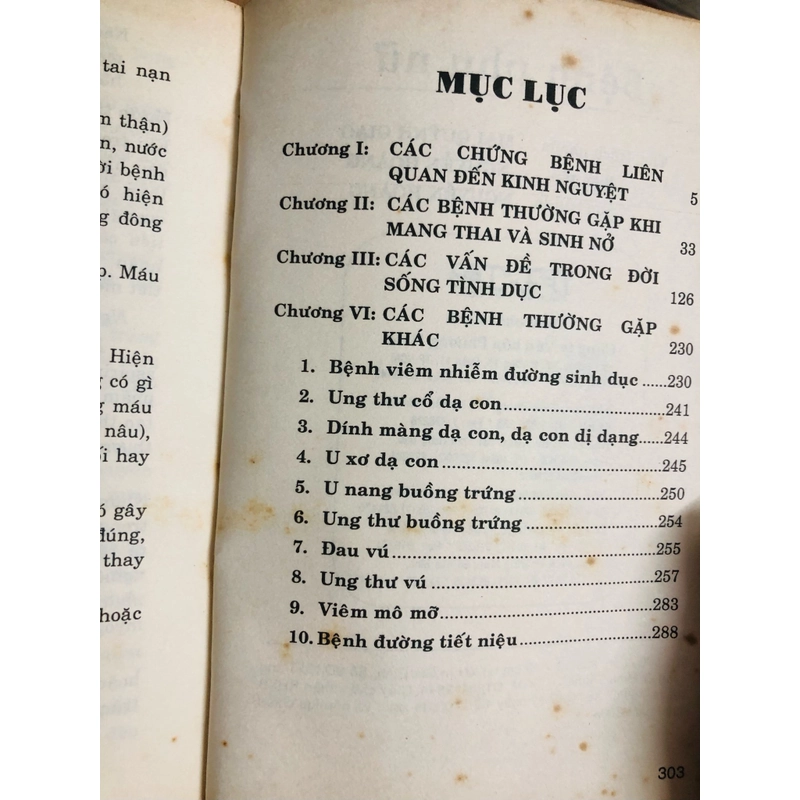 tai nạn
m thận)
n, nước
ời bệnh
ó hiện
g đông
p. Máu
Hiện
g có gì
g máu
nâu),
ối hay
ó gây
đúng,
thay
hoặc
MỤC LỤC
Chương I: CÁC CHỨNG BỆNH LIÊN
QUAN ĐẾN KINH NGUYỆT 5
Chương II: CÁC BỆNH THƯỜNG GẶP KHI
MANG THAI VÀ SINH NỞ 33
Chương III: CÁC VẤN ĐỀ TRONG ĐỜI
SỐNG TÌNH DỤC 126
Chương VI: CÁC BỆNH THƯỜNG GẶP
KHÁC 230
1. Bệnh viêm nhiễm đường sinh dục ......230
2. Ung thư cổ dạ con ......241
3. Dính màng dạ con, dạ con dị dạng ......244
4. U xơ dạ con ......245
5. U nang buồng trứng ......250
6. Ung thư buồng trứng ......254
7. Đau vú ......255
8. Ung thư vú ......257
9. Viêm mô mỡ ......283
10. Bệnh đường tiết niệu ......288
303